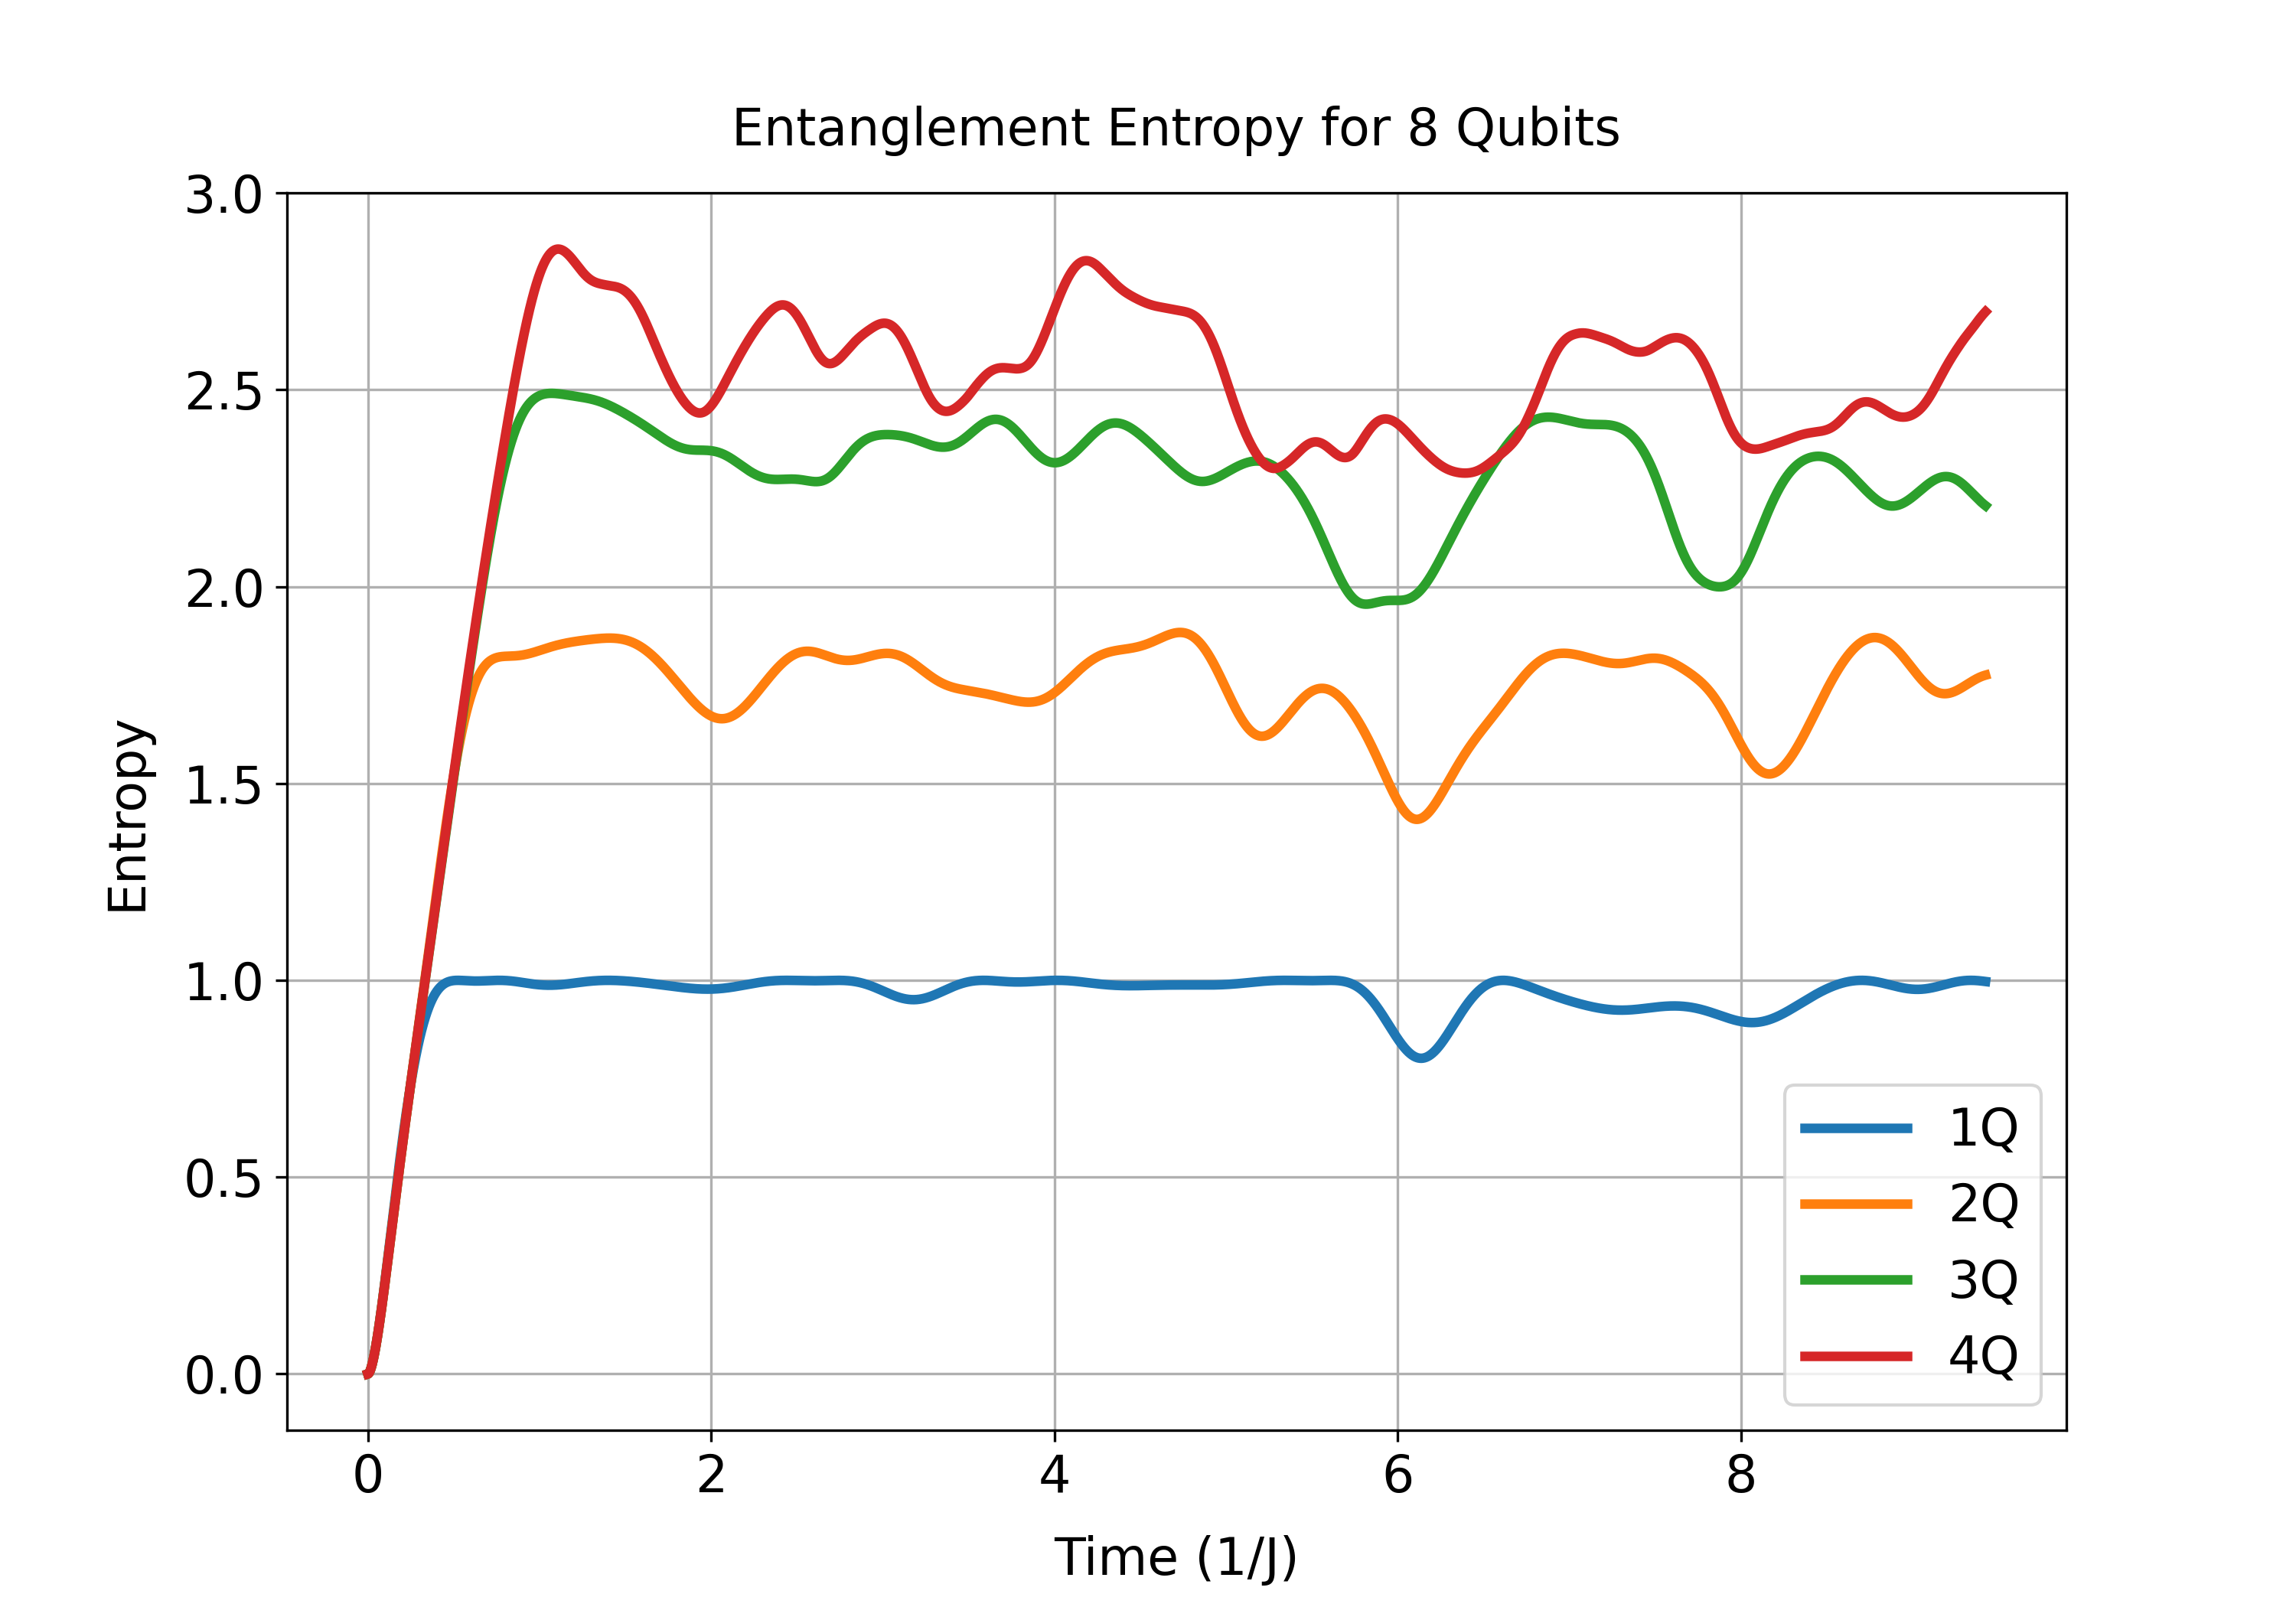 Entanglement Entropy for 8 Qubits
3.0
2.5
2.0
1.5
1.0
0.5
0.0
Entropy
0 2 4 6 8
Time (1/J)
1Q
2Q
3Q
4Q